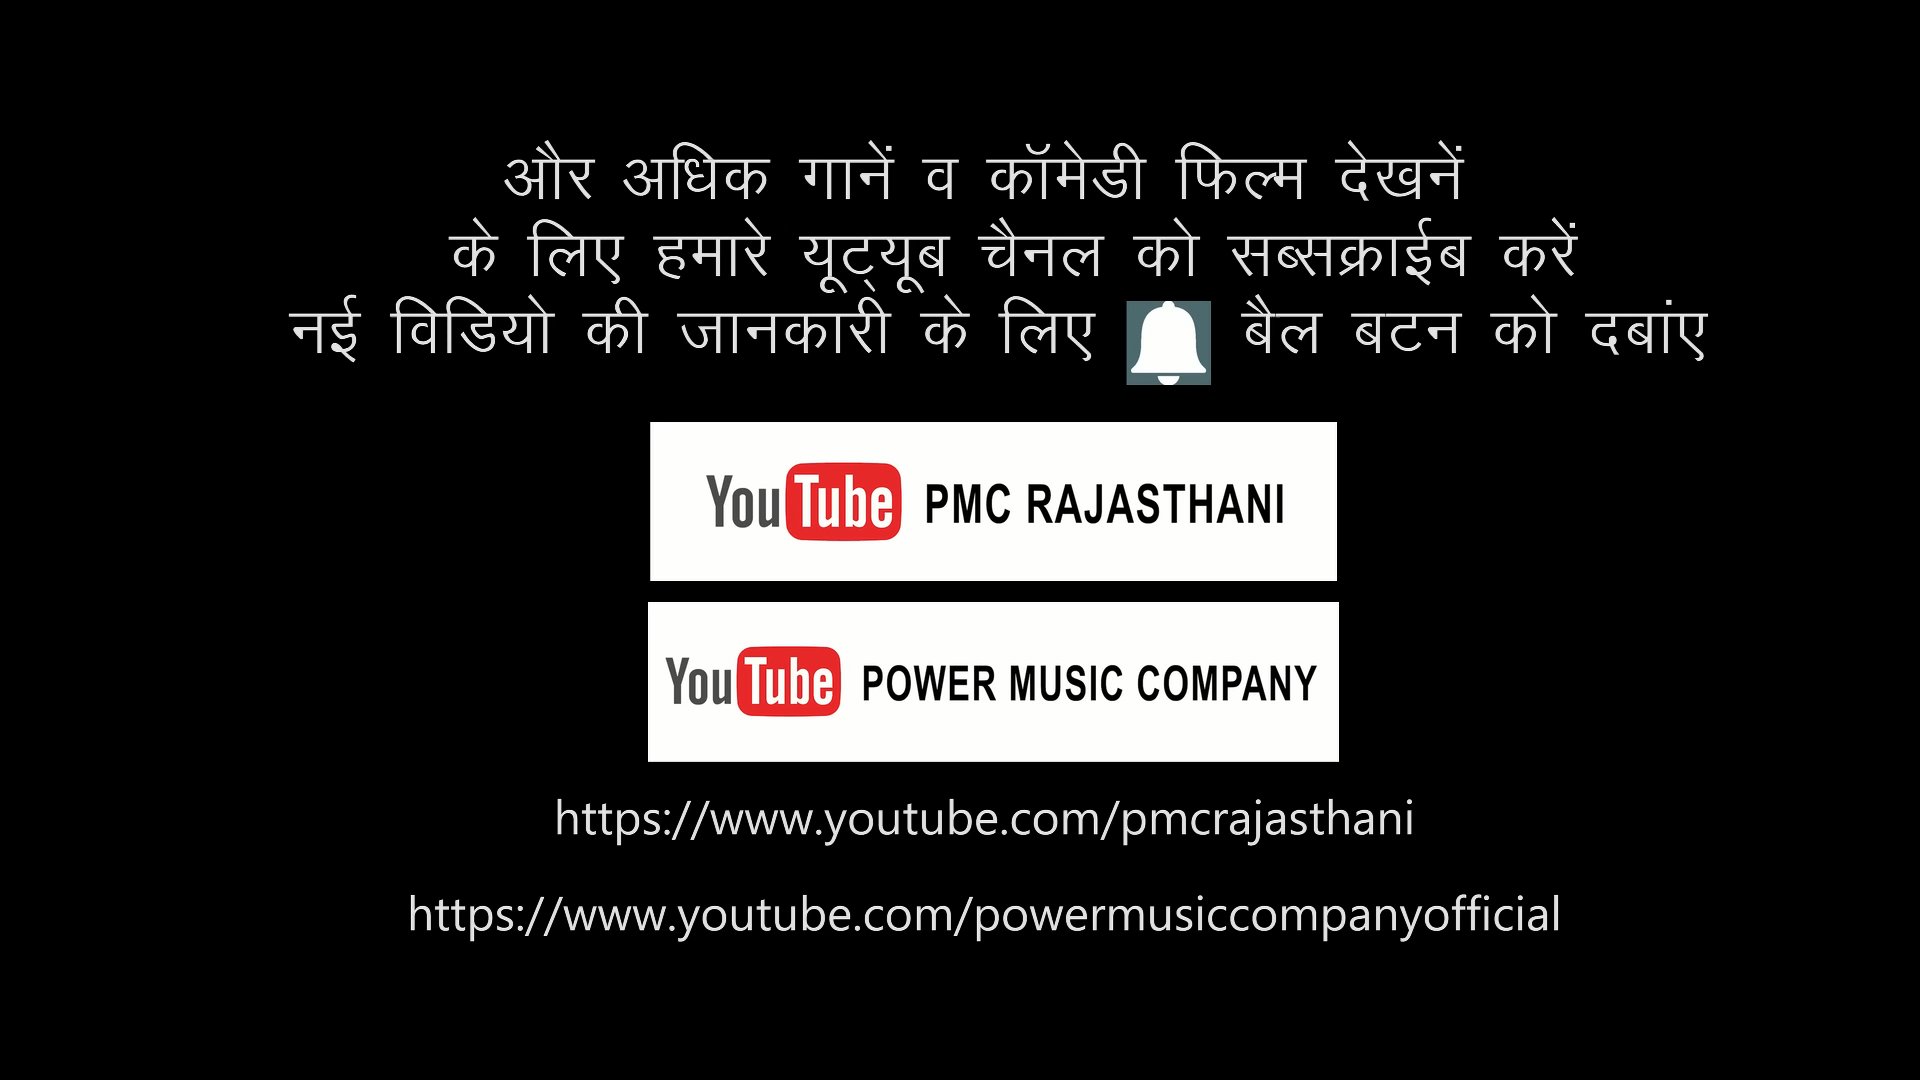 और अधिक गानें व कॉमेडी फिल्म देखनें
के लिए हमारे यूट्यूब चैनल को सब्सक्राईब करें
नई विडियो की जानकारी के लिए बैल बटन को दबांए
YouTube PMC RAJASTHANI
YouTube POWER MUSIC COMPANY
https://www.youtube.com/pmcrajasthani
https://www.youtube.com/powermusiccompanyofficial